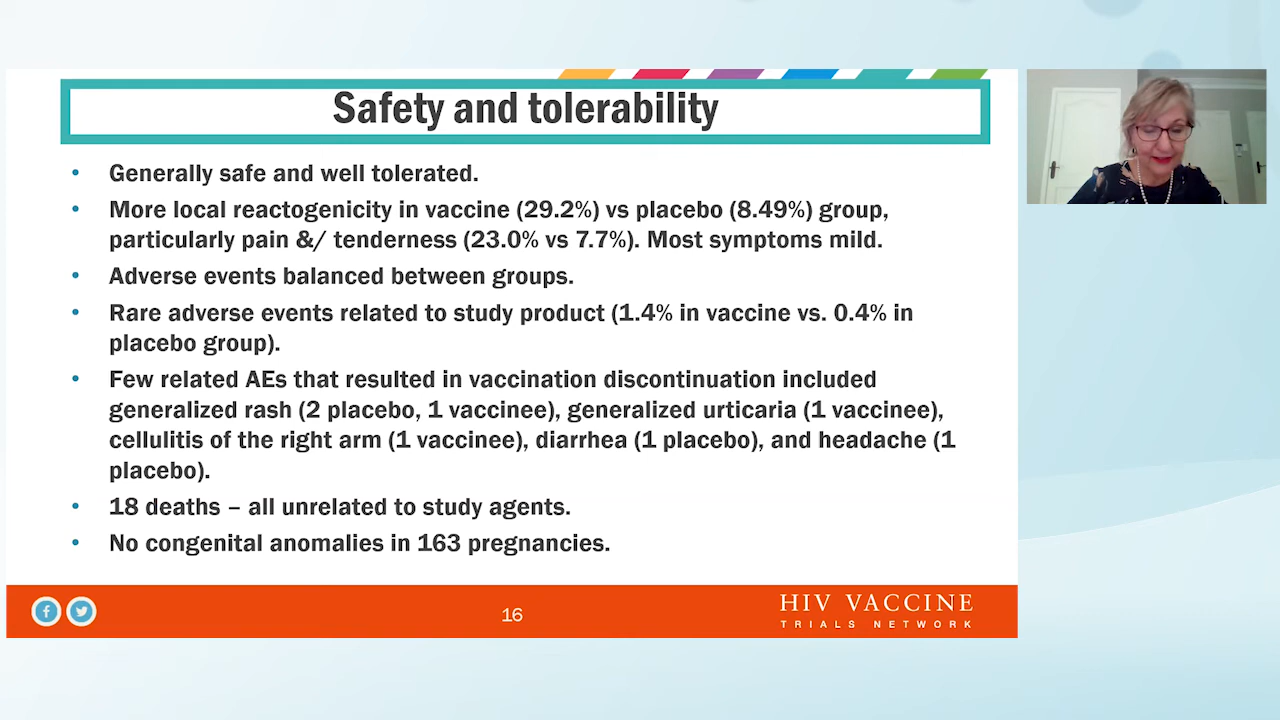 Safety and tolerability
• Generally safe and well tolerated.
• More local reactogenicity in vaccine (29.2%) vs placebo (8.49%) group,
particularly pain &/ tenderness (23.0% vs 7.7%). Most symptoms mild.
• Adverse events balanced between groups.
• Rare adverse events related to study product (1.4% in vaccine vs. 0.4% in
placebo group).
• Few related AEs that resulted in vaccination discontinuation included
generalized rash (2 placebo, 1 vaccinee), generalized urticaria (1 vaccinee),
cellulitis of the right arm (1 vaccinee), diarrhea (1 placebo), and headache (1
placebo).
• 18 deaths – all unrelated to study agents.
• No congenital anomalies in 163 pregnancies.
16
HIV VACCINE
TRIALS NETWORK